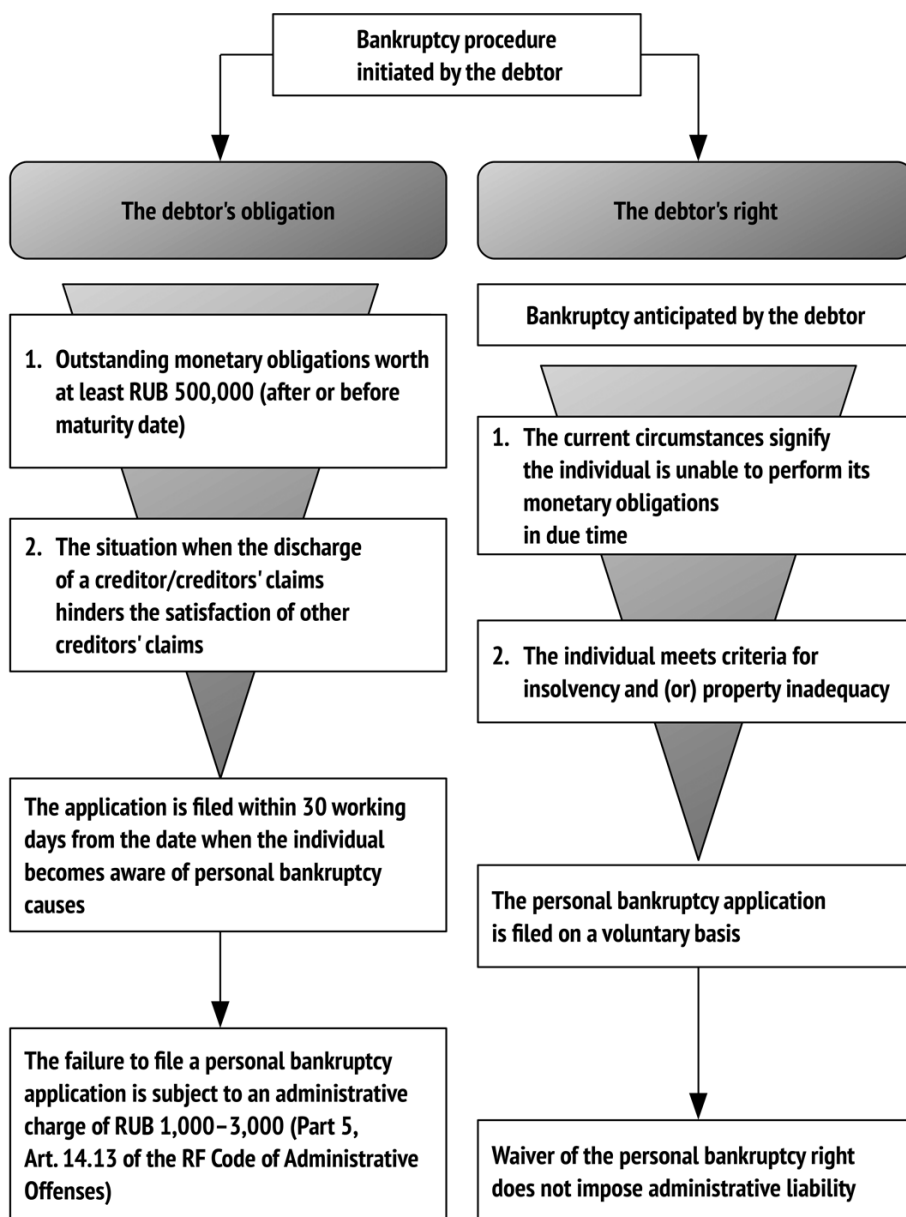 Bankruptcy procedure
initiated by the debtor
The debtor's obligation
1. Outstanding monetary obligations worth
at least RUB 500,000 (after or before
maturity date)
2. The situation when the discharge
of a creditor/creditors' claims
hinders the satisfaction of other
creditors' claims
The application is filed within 30 working
days from the date when the individual
becomes aware of personal bankruptcy
causes
The failure to file a personal bankruptcy
application is subject to an administrative
charge of RUB 1,000–3,000 (Part 5,
Art. 14.13 of the RF Code of Administrative
Offenses)
The debtor's right
Bankruptcy anticipated by the debtor
1. The current circumstances signify
the individual is unable to perform its
monetary obligations
in due time
2. The individual meets criteria for
insolvency and (or) property inadequacy
The personal bankruptcy application
is filed on a voluntary basis
Waiver of the personal bankruptcy right
does not impose administrative liability